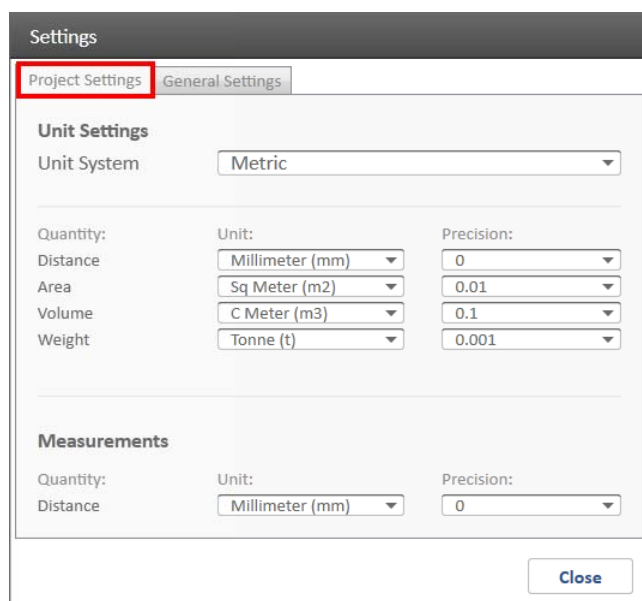 Settings
Project Settings General Settings
Unit Settings
Unit System Metric
Quantity: Unit: Precision:
Distance Millimeter (mm) 0
Area Sq Meter (m2) 0.01
Volume C Meter (m3) 0.1
Weight Tonne (t) 0.001
Measurements
Quantity: Unit: Precision:
Distance Millimeter (mm) 0
Close